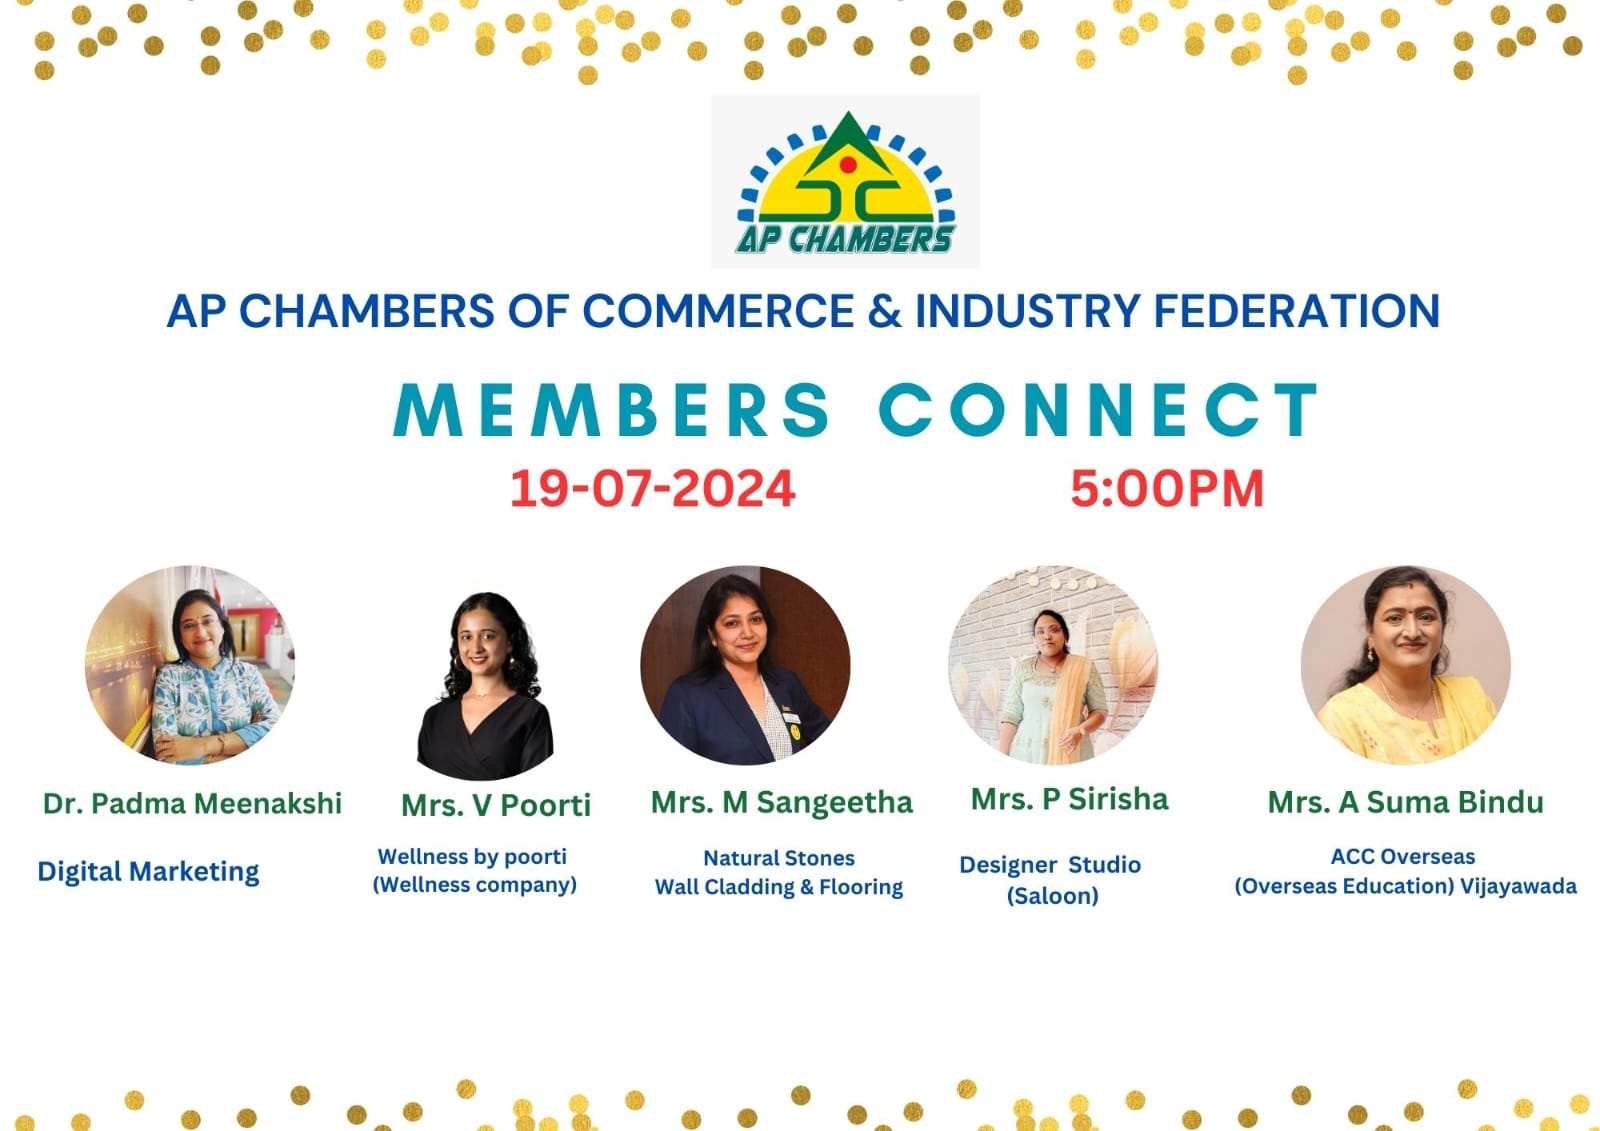 AP CHAMBERS
AP CHAMBERS OF COMMERCE & INDUSTRY FEDERATION
MEMBERS CONNECT
19-07-2024 5:00PM
Dr. Padma Meenakshi
Digital Marketing
Mrs. V Poorti
Wellness by poorti
(Wellness company)
Mrs. M Sangeetha
Natural Stones
Wall Cladding & Flooring
Mrs. P Sirisha
Designer Studio
(Saloon)
Mrs. A Suma Bindu
ACC Overseas
(Overseas Education) Vijayawada